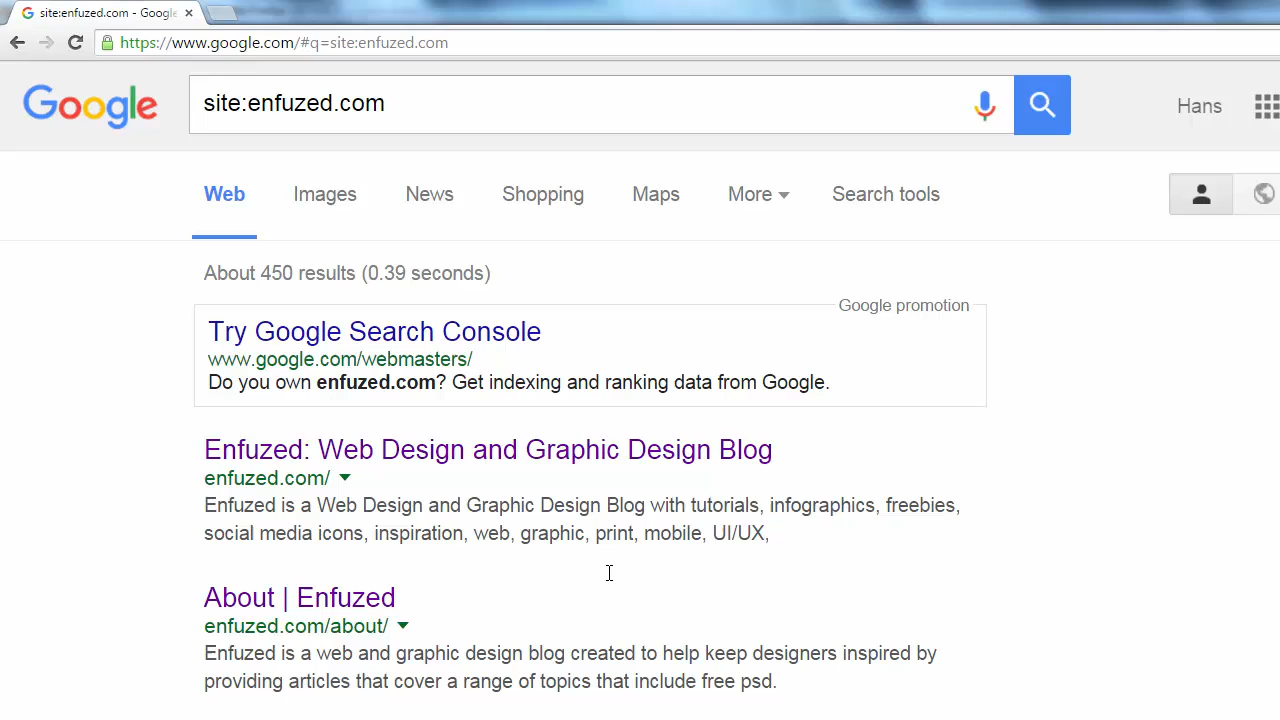 site:enfuzed.com - Google
https://www.google.com/#q=site:enfuzed.com
Google
site:enfuzed.com
Hans
Web Images News Shopping Maps More Search tools
About 450 results (0.39 seconds)
Google promotion
Try Google Search Console
www.google.com/webmasters/
Do you own enfuzed.com? Get indexing and ranking data from Google.
Enfuzed: Web Design and Graphic Design Blog
enfuzed.com/
Enfuzed is a Web Design and Graphic Design Blog with tutorials, infographics, freebies,
social media icons, inspiration, web, graphic, print, mobile, UI/UX,
About | Enfuzed
enfuzed.com/about/
Enfuzed is a web and graphic design blog created to help keep designers inspired by
providing articles that cover a range of topics that include free psd.